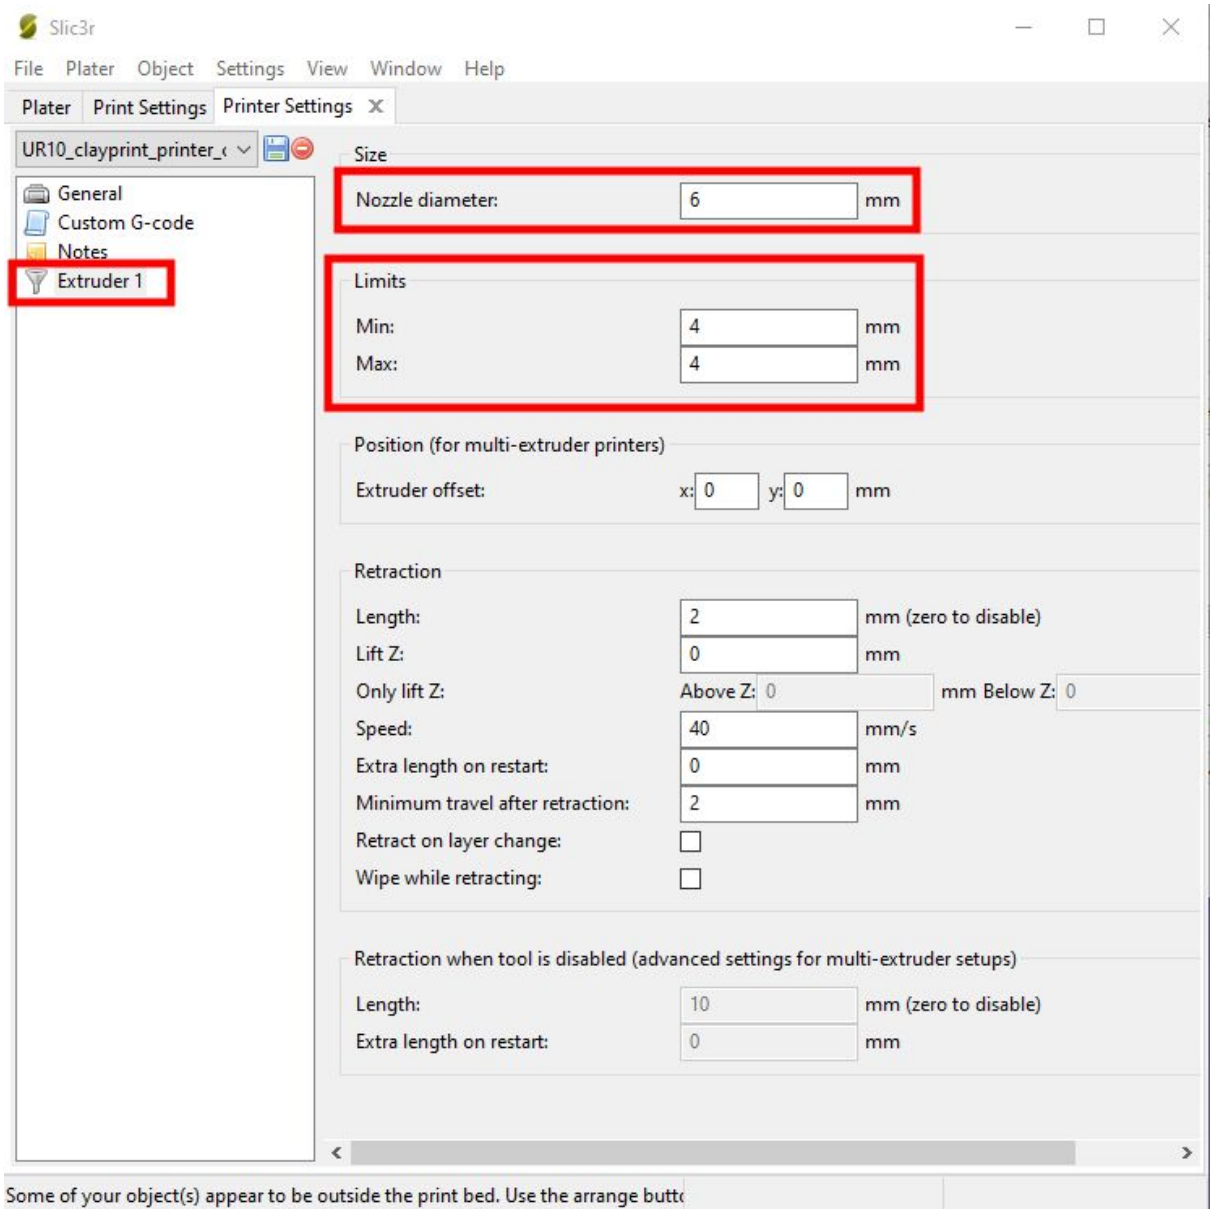 Slic3r
File Plater Object Settings View Window Help
Plater Print Settings Printer Settings
UR10_clayprint_printer_
General
Custom G-code
Notes
Extruder 1
Size
Nozzle diameter: 6 mm
Limits
Min: 4 mm
Max: 4 mm
Position (for multi-extruder printers)
Extruder offset: x: 0 y: 0 mm
Retraction
Length: 2 mm (zero to disable)
Lift Z: 0 mm
Only lift Z: Above Z: 0 mm Below Z: 0
Speed: 40 mm/s
Extra length on restart: 0 mm
Minimum travel after retraction: 2 mm
Retract on layer change:
Wipe while retracting:
Retraction when tool is disabled (advanced settings for multi-extruder setups)
Length: 10 mm (zero to disable)
Extra length on restart: 0 mm
Some of your object(s) appear to be outside the print bed. Use the arrange butt